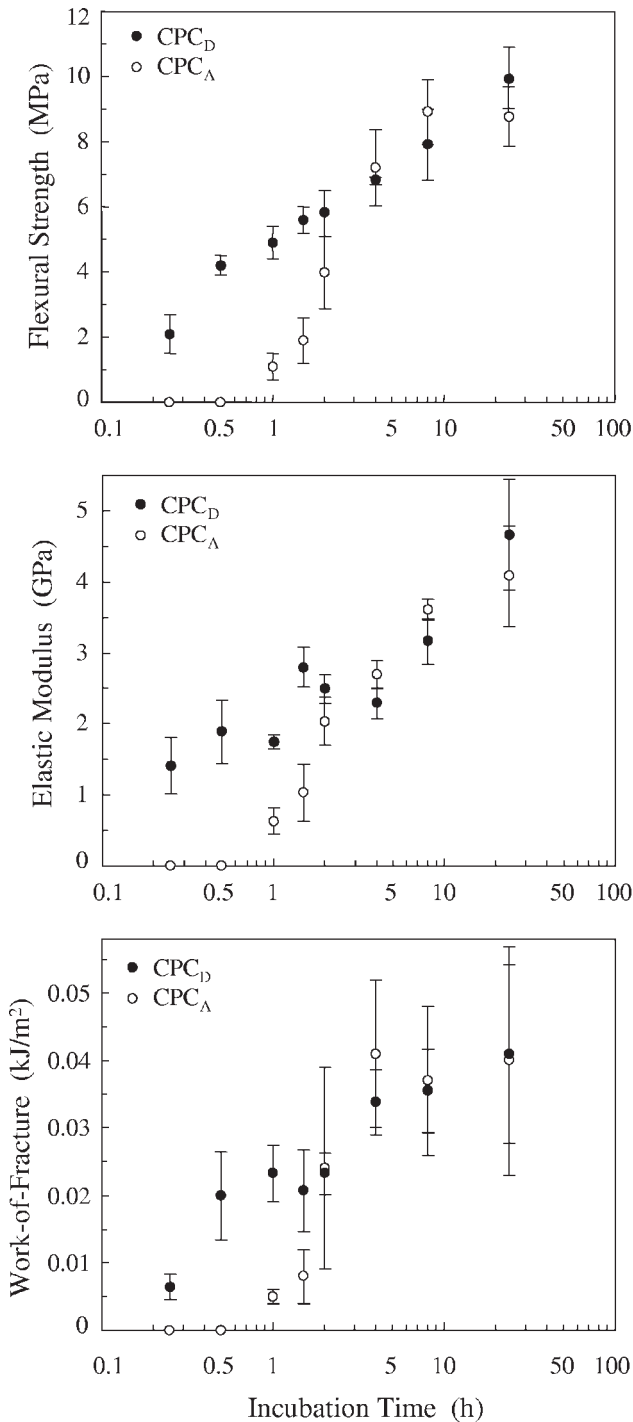 12
10
8
6
4
2
0
Flexural Strength (MPa)
CPC_D
CPC_A
0.1 0.5 1 5 10 50 100
5
4
3
2
1
0
Elastic Modulus (GPa)
CPC_D
CPC_A
0.1 0.5 1 5 10 50 100
0.05
0.04
0.03
0.02
0.01
0
Work-of-Fracture (kJ/m²)
CPC_D
CPC_A
0.1 0.5 1 5 10 50 100
Incubation Time (h)